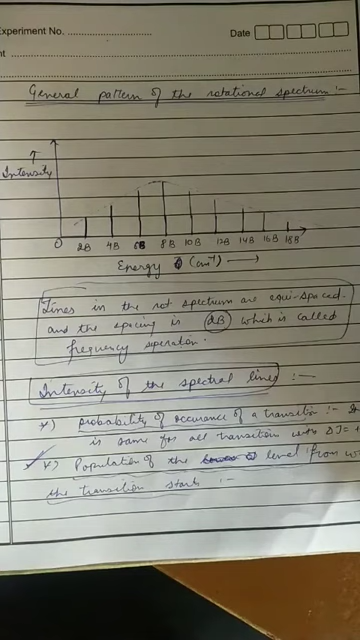 Experiment No.
Date
nt
General pattern of the rotational spectrum :-
↑
Intensity
0 2B 4B 6B 8B 10B 12B 14B 16B 18B
Energy (cm⁻¹) →
Lines in the rot spectrum are equi-spaced.
and the spacing is 2B which is called
frequency seperation.
Intensity of the spectral lines :-
*) probability of occurance of a transition :- It
is same for all transition with ΔJ= +
*) Population of the level from w
the transition starts :-